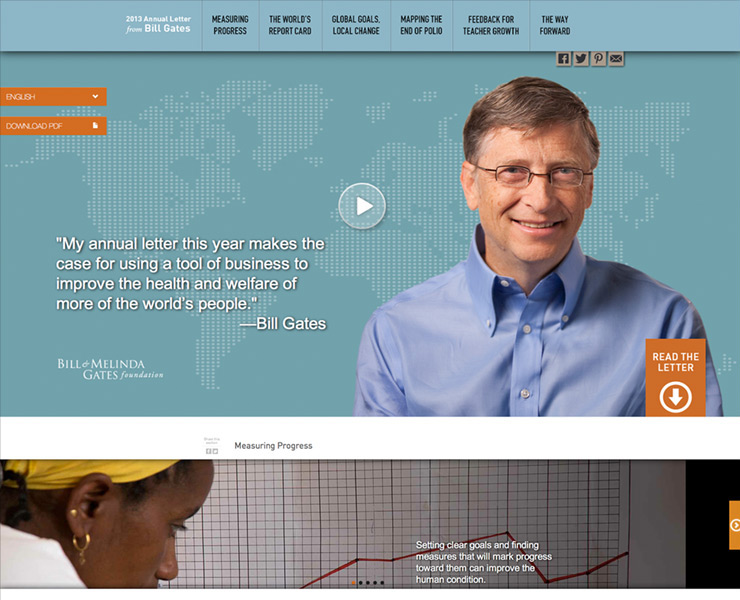 2013 Annual Letter
from Bill Gates
MEASURING
PROGRESS
THE WORLD'S
REPORT CARD
GLOBAL GOALS,
LOCAL CHANGE
MAPPING THE
END OF POLIO
FEEDBACK FOR
TEACHER GROWTH
THE WAY
FORWARD
ENGLISH
DOWNLOAD PDF
"My annual letter this year makes the
case for using a tool of business to
improve the health and welfare of
more of the world's people."
—Bill Gates
BILL & MELINDA
GATES foundation
READ THE
LETTER
Measuring Progress
Setting clear goals and finding
measures that will mark progress
toward them can improve the
human condition.